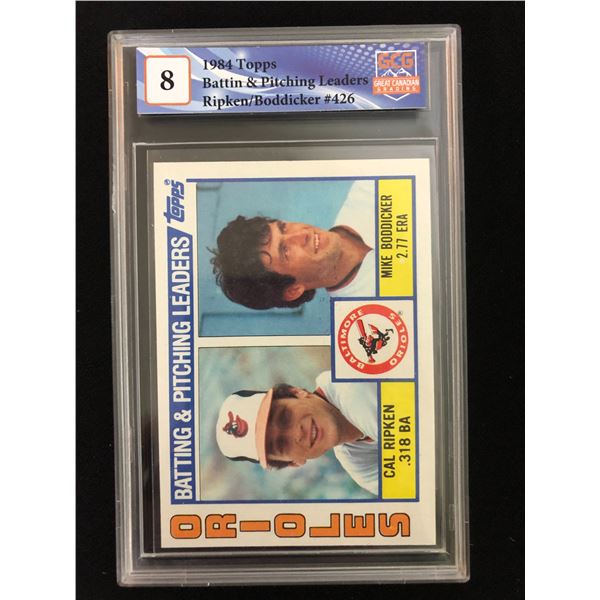 8
1984 Topps
Battin & Pitching Leaders
Ripken/Boddicker #426
GCG
GREAT CANADIAN
GRADING
BATTING & PITCHING LEADERS
Topps
MIKE BODDICKER
2.77 ERA
BALTIMORE
ORIOLES
CAL RIPKEN
.318 BA
ORIOLES